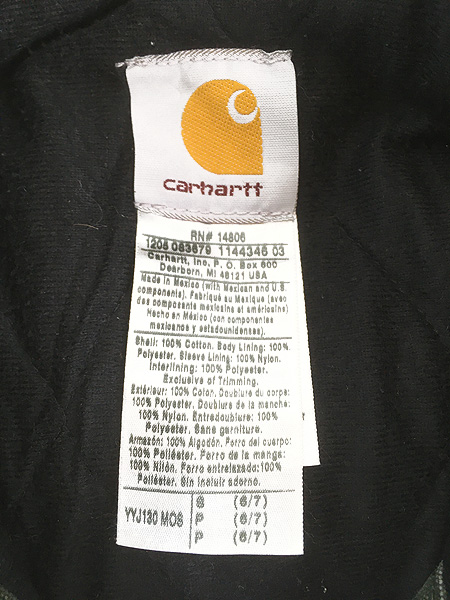 carhartt
RN# 14806
1205 083679 1144346 03
Carhartt, Inc. P. O. Box 600
Dearborn, MI 48121 USA
Made in Mexico (with Mexican and U.S.
components). Fabriqué au Mexique (avec
des composante mexicains et américains)
Hecho en México (con componentes
mexicanos y estadounidenses).
Shell: 100% Cotton. Body Lining: 100%
Polyester. Sleeve Lining: 100% Nylon.
Interlining: 100% Polyester.
Exclusive of Trimming.
Extérieur: 100% Coton. Doublure du corps:
100% Polyester. Doublure de la manche:
100% Nylon. Entredoublure: 100%
Polyester. Sans garniture.
Armazón: 100% Algodón. Forro del cuerpo:
100% Poliéster. Forro de la manga:
100% Nilón. Forro entrelazado:100%
Poliéster. Sin incluir adorno.
YYJ130 MOS
S (6/7)
P (6/7)
P (6/7)